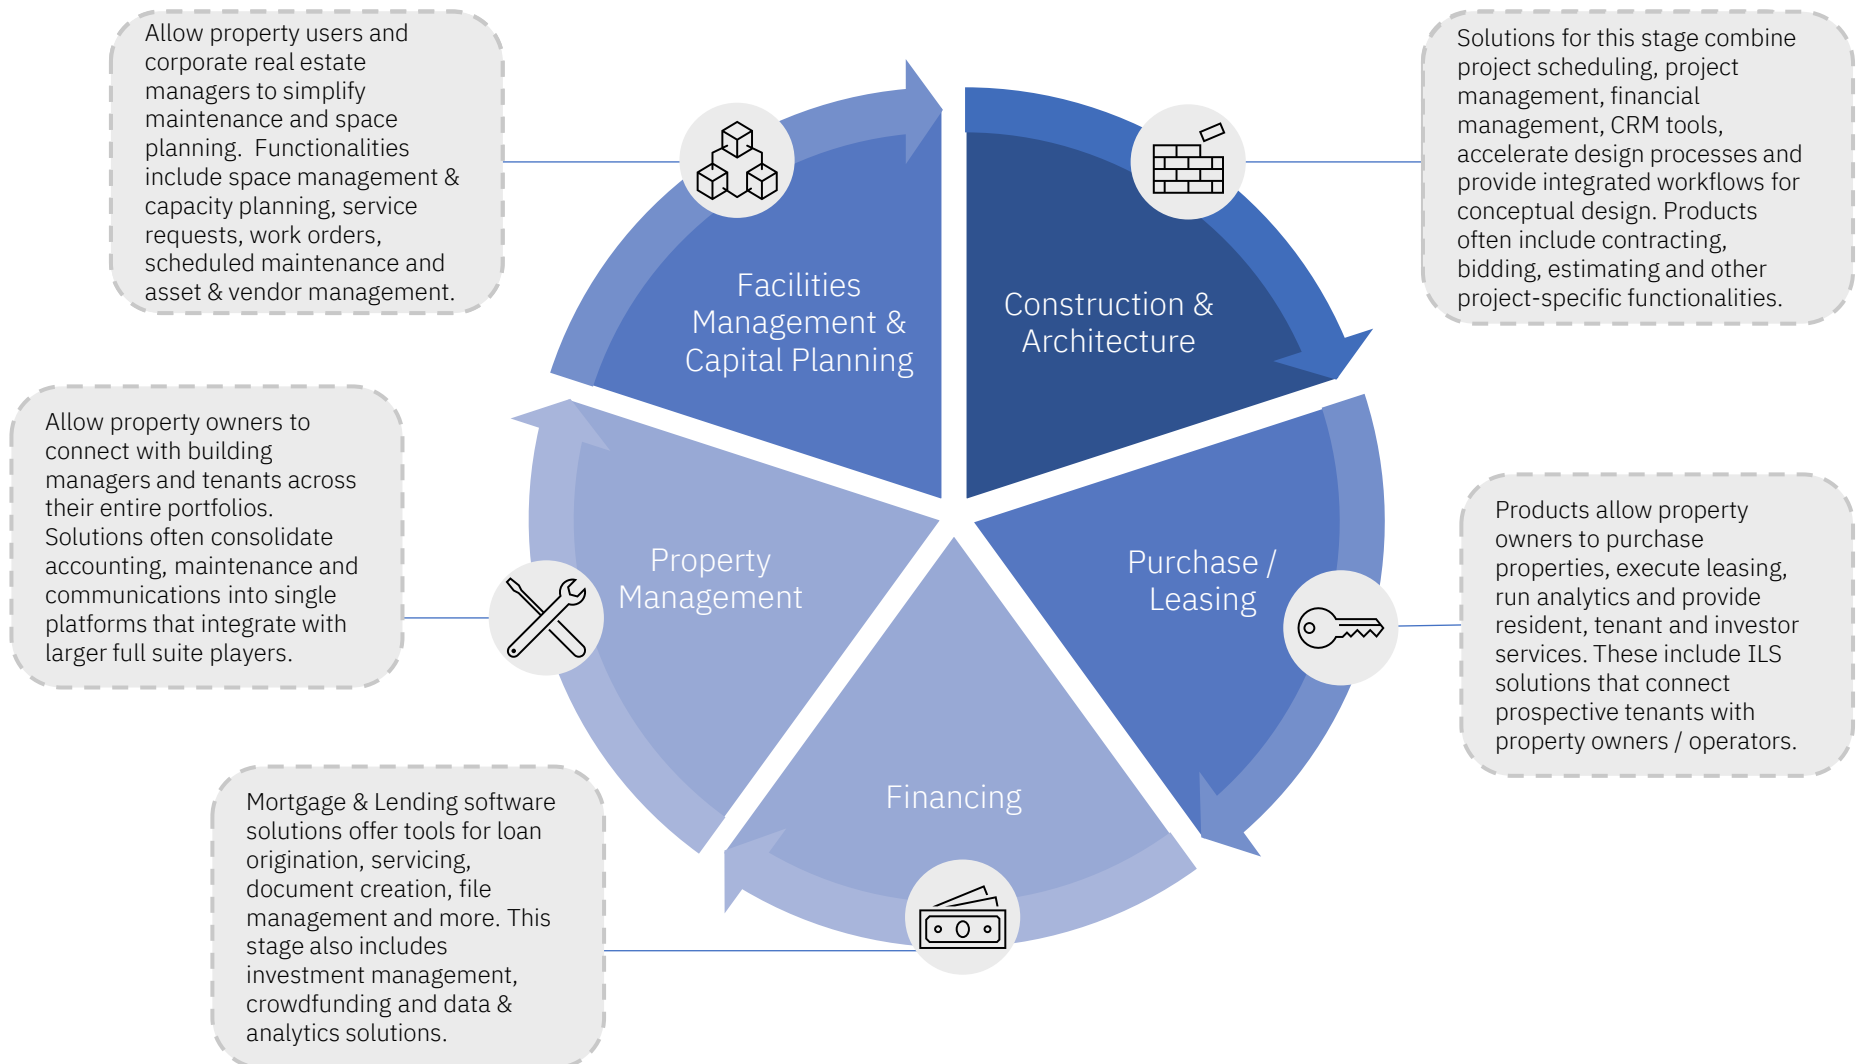 Allow property users and
corporate real estate
managers to simplify
maintenance and space
planning.  Functionalities
include space management &
capacity planning, service
requests, work orders,
scheduled maintenance and
asset & vendor management.
Solutions for this stage combine
project scheduling, project
management, financial
management, CRM tools,
accelerate design processes and
provide integrated workflows for
conceptual design. Products
often include contracting,
bidding, estimating and other
project-specific functionalities.
Facilities
Management &
Capital Planning
Construction &
Architecture
Allow property owners to
connect with building
managers and tenants across
their entire portfolios.
Solutions often consolidate
accounting, maintenance and
communications into single
platforms that integrate with
larger full suite players.
Property
Management
Purchase /
Leasing
Products allow property
owners to purchase
properties, execute leasing,
run analytics and provide
resident, tenant and investor
services. These include ILS
solutions that connect
prospective tenants with
property owners / operators.
Financing
Mortgage & Lending software
solutions offer tools for loan
origination, servicing,
document creation, file
management and more. This
stage also includes
investment management,
crowdfunding and data &
analytics solutions.